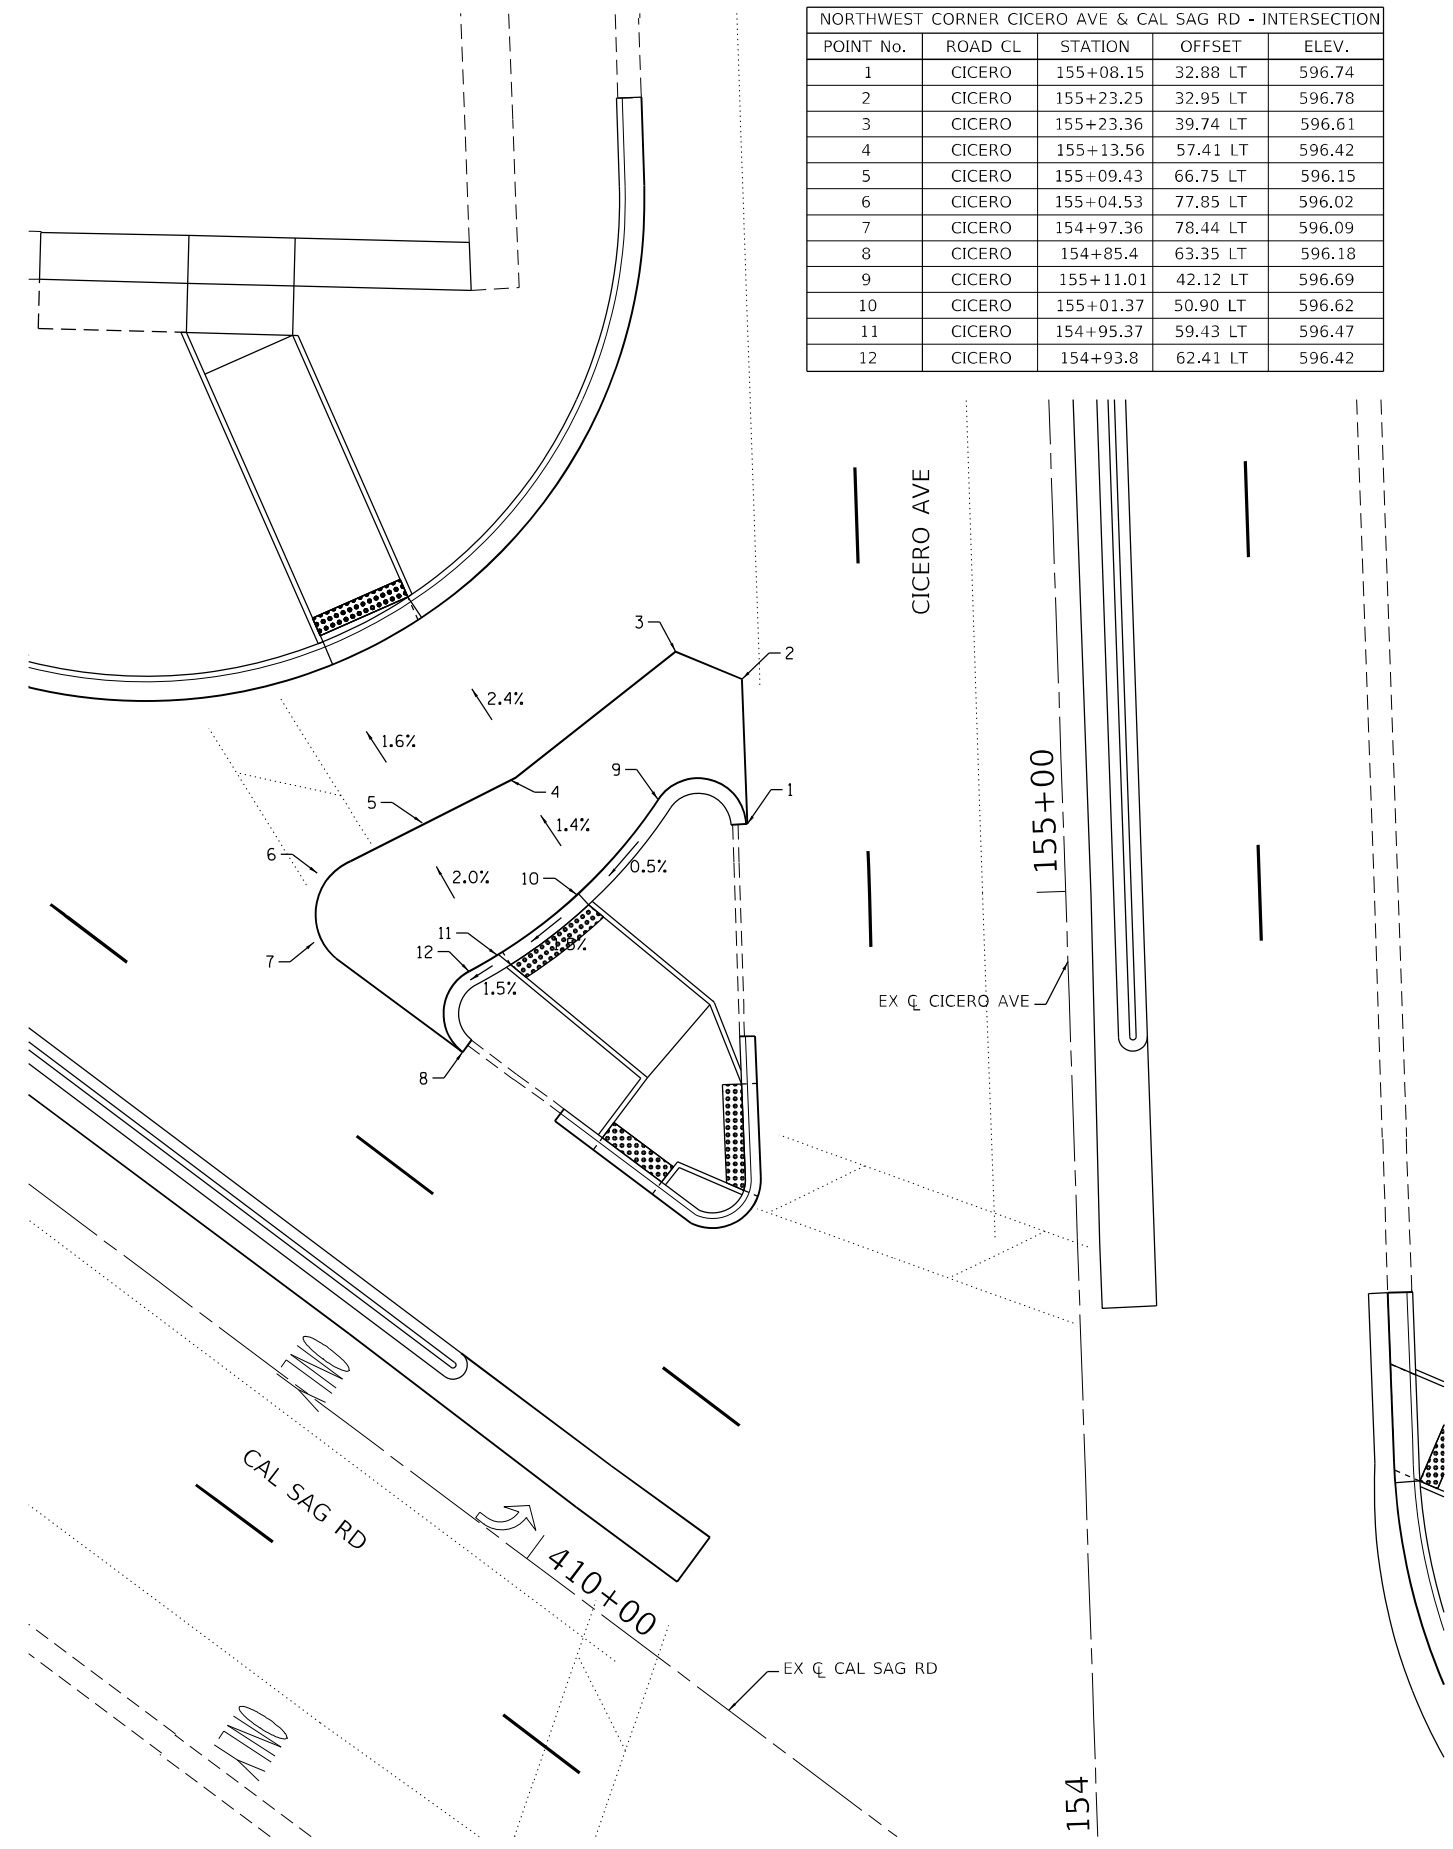 NORTHWEST CORNER CICERO AVE & CAL SAG RD - INTERSECTION
POINT No. ROAD CL STATION OFFSET ELEV.
1 CICERO 155+08.15 32.88 LT 596.74
2 CICERO 155+23.25 32.95 LT 596.78
3 CICERO 155+23.36 39.74 LT 596.61
4 CICERO 155+13.56 57.41 LT 596.42
5 CICERO 155+09.43 66.75 LT 596.15
6 CICERO 155+04.53 77.85 LT 596.02
7 CICERO 154+97.36 78.44 LT 596.09
8 CICERO 154+85.4 63.35 LT 596.18
9 CICERO 155+11.01 42.12 LT 596.69
10 CICERO 155+01.37 50.90 LT 596.62
11 CICERO 154+95.37 59.43 LT 596.47
12 CICERO 154+93.8 62.41 LT 596.42
CICERO AVE
3
2
2.4%
1.6%
9
1
4
5
155+00
1.4%
6
0.5%
2.0%
10
11
12
7
1.5%
EX ℄ CICERO AVE
8
ONLY
CAL SAG RD
410+00
EX ℄ CAL SAG RD
ONLY
154